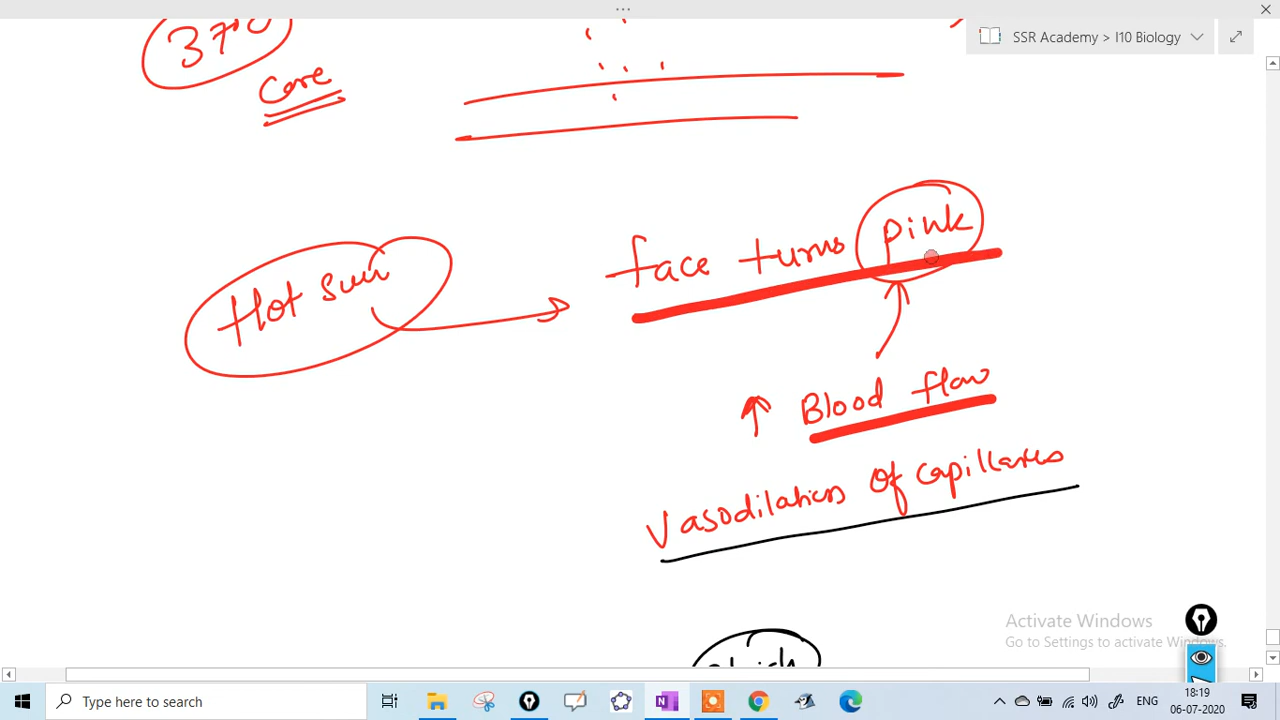 SSR Academy > I10 Biology
37°C
Core
Hot sun
face turns pink
Blood flow
Vasodilation of capillaries
Activate Windows
Go to Settings to activate Windows.
Type here to search
ENG
18:19
06-07-2020